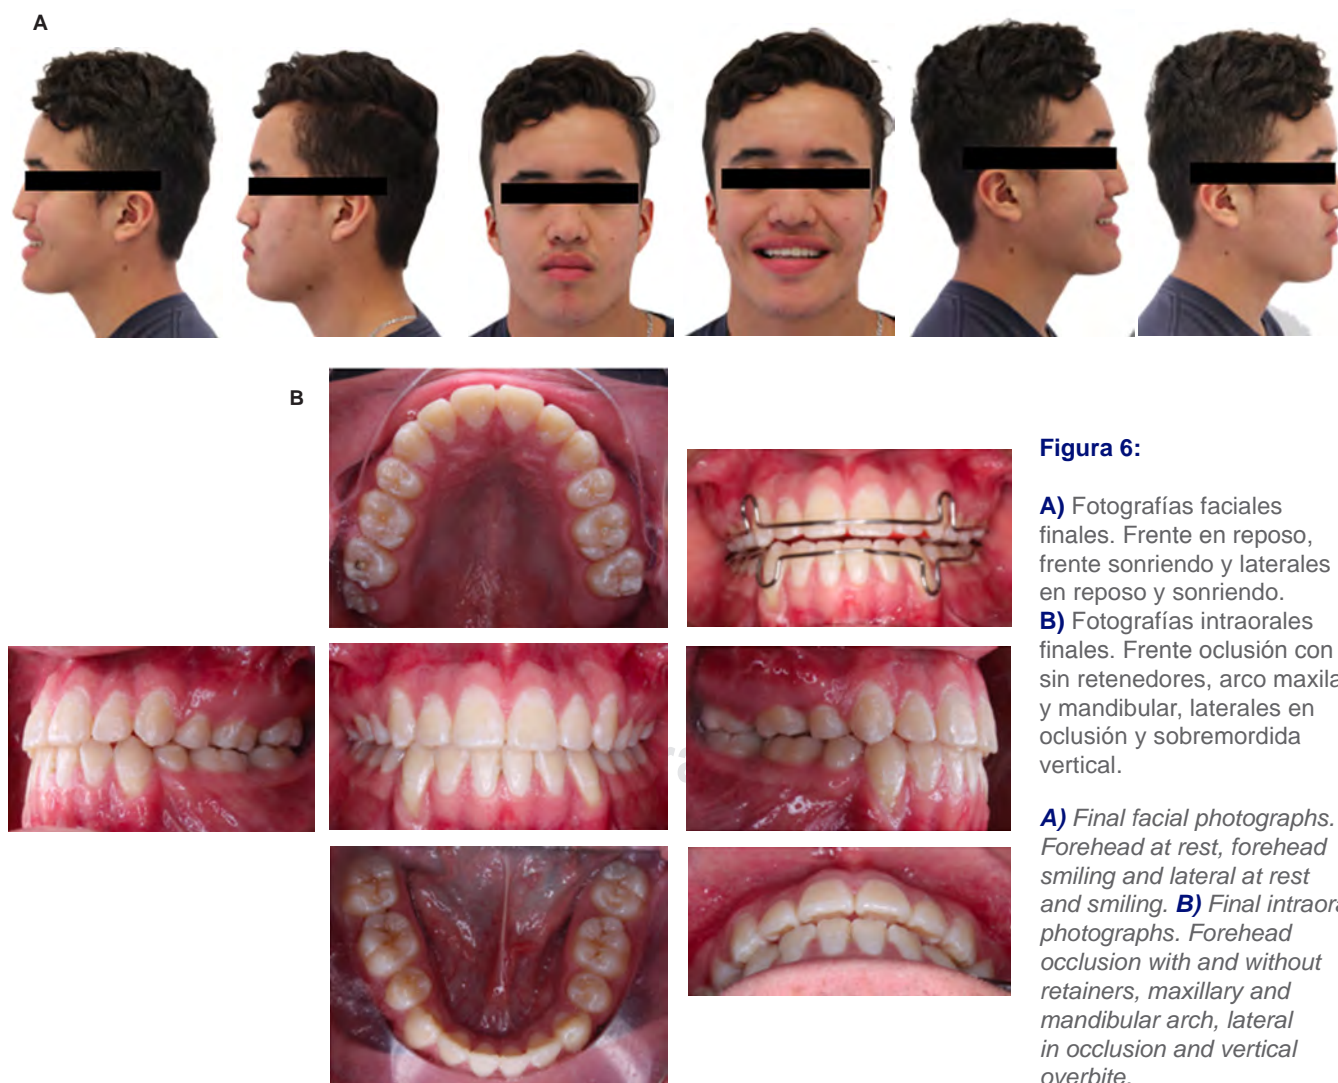 A
B
Figura 6:
A) Fotografías faciales
finales. Frente en reposo,
frente sonriendo y laterales
en reposo y sonriendo.
B) Fotografías intraorales
finales. Frente oclusión con
sin retenedores, arco maxila
y mandibular, laterales en
oclusión y sobremordida
vertical.
A) Final facial photographs.
Forehead at rest, forehead
smiling and lateral at rest
and smiling. B) Final intraora
photographs. Forehead
occlusion with and without
retainers, maxillary and
mandibular arch, lateral
in occlusion and vertical
overbite.